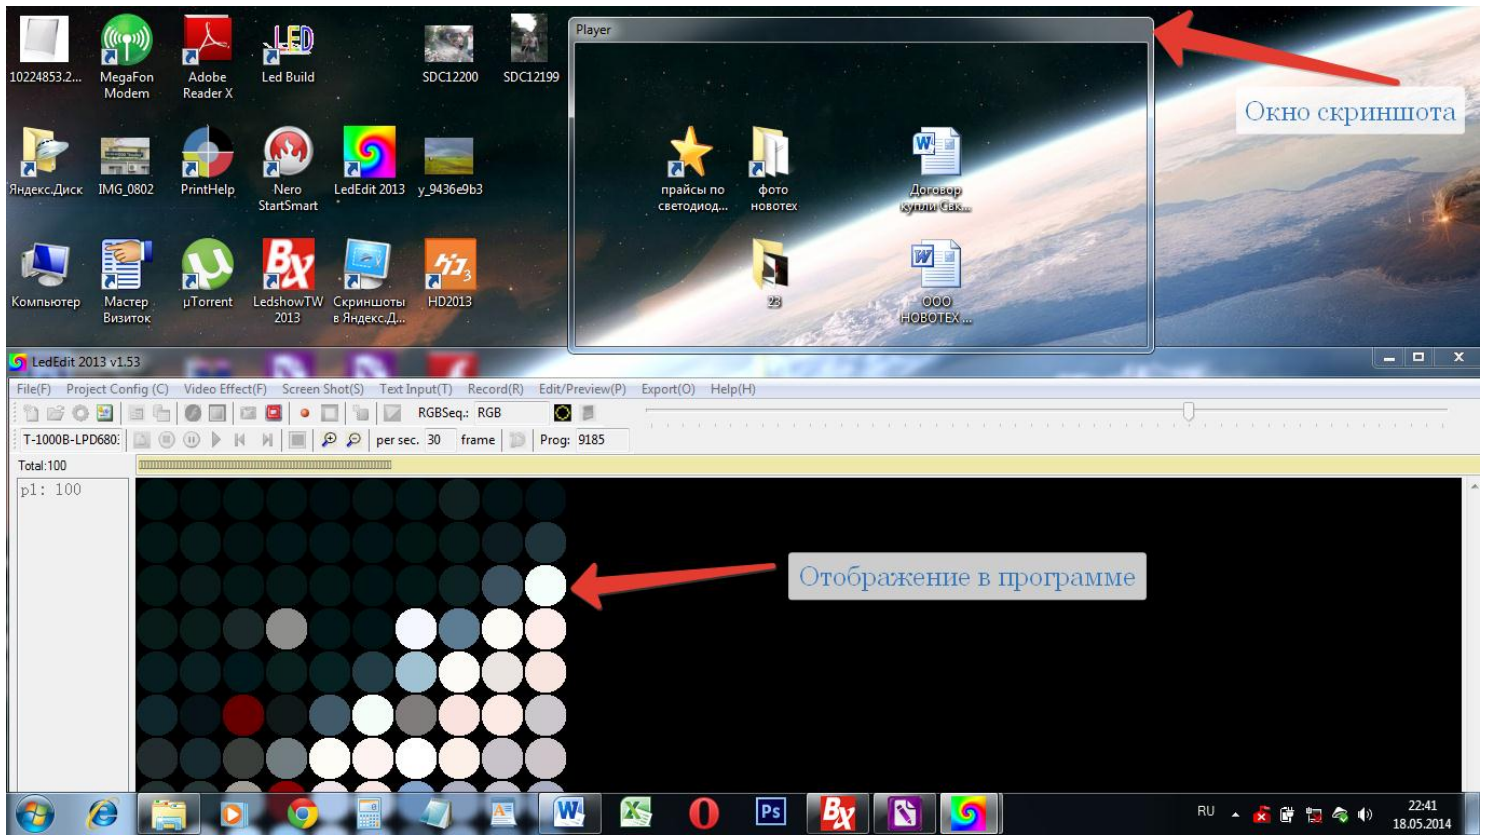 Player
10224853.2...
MegaFon
Modem
Adobe
Reader X
Led Build
SDC12200
SDC12199
Окно скриншота
Яндекс.Диск
IMG_0802
PrintHelp
Nero
StartSmart
LedEdit 2013
y_9436e9b3
прайсы по
светодиод...
фото
новотех
Договор
купли
Компьютер
Мастер
Визиток
µTorrent
LedshowTW
2013
Скриншоты
в Яндекс.Д...
HD2013
23
ООО
НОВОТЕХ ...
LedEdit 2013 v1.53
File(F) Project Config (C) Video Effect(F) Screen Shot(S) Text Input(T) Record(R) Edit/Preview(P) Export(O) Help(H)
RGBSeq.: RGB
T-1000B-LPD680: per sec. 30 frame Prog: 9185
Total:100
p1: 100
Отображение в программе
RU 22:41
18.05.2014